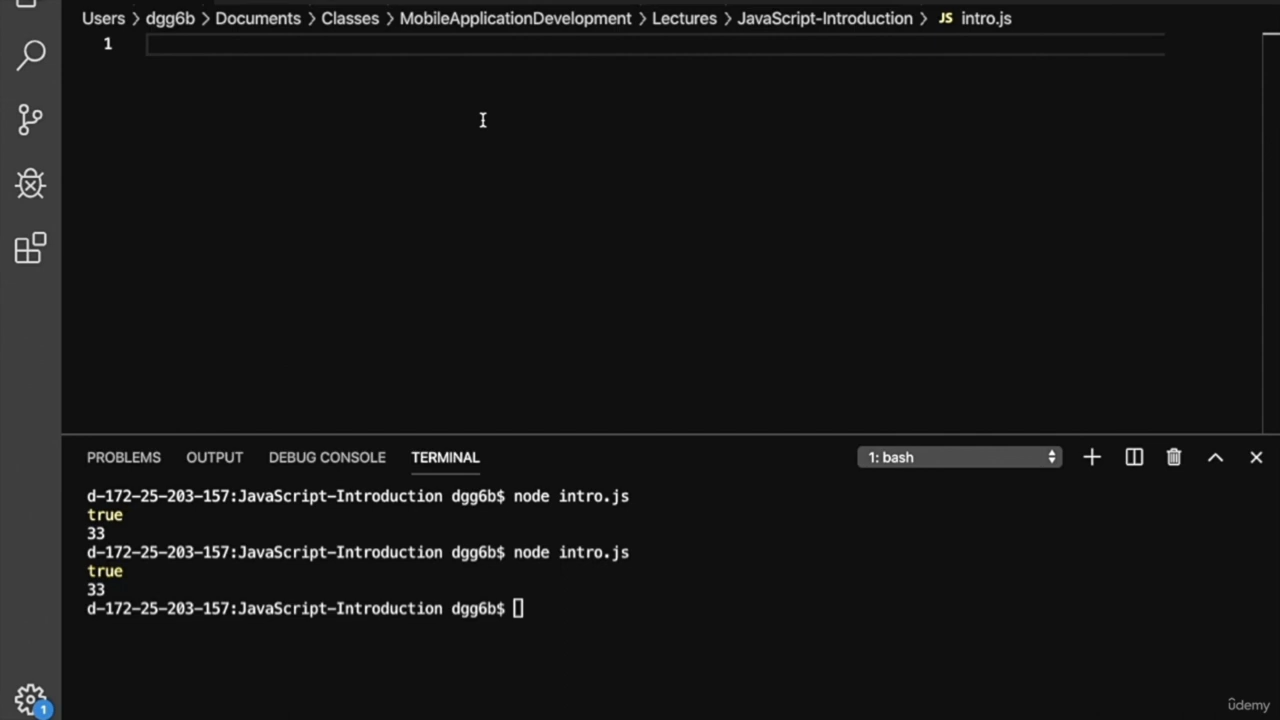 Users > dgg6b > Documents > Classes > MobileApplicationDevelopment > Lectures > JavaScript-Introduction > JS intro.js
1
PROBLEMS OUTPUT DEBUG CONSOLE TERMINAL 1: bash
d-172-25-203-157:JavaScript-Introduction dgg6b$ node intro.js
true
33
d-172-25-203-157:JavaScript-Introduction dgg6b$ node intro.js
true
33
d-172-25-203-157:JavaScript-Introduction dgg6b$
1
ûdemy